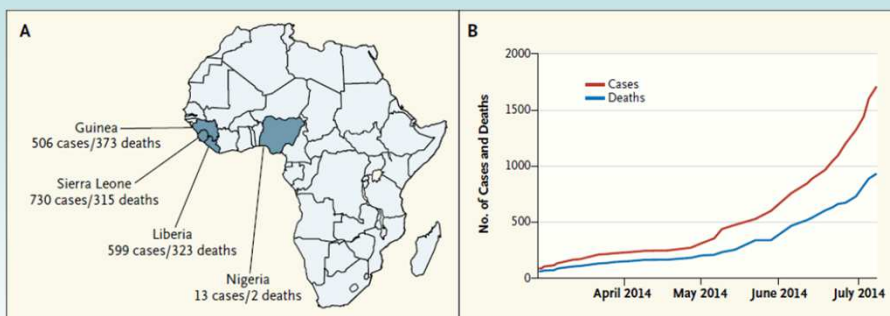 A
Guinea
506 cases/373 deaths
Sierra Leone
730 cases/315 deaths
Liberia
599 cases/323 deaths
Nigeria
13 cases/2 deaths
B
No. of Cases and Deaths
2000
1500
1000
500
0
Cases
Deaths
April 2014
May 2014
June 2014
July 2014